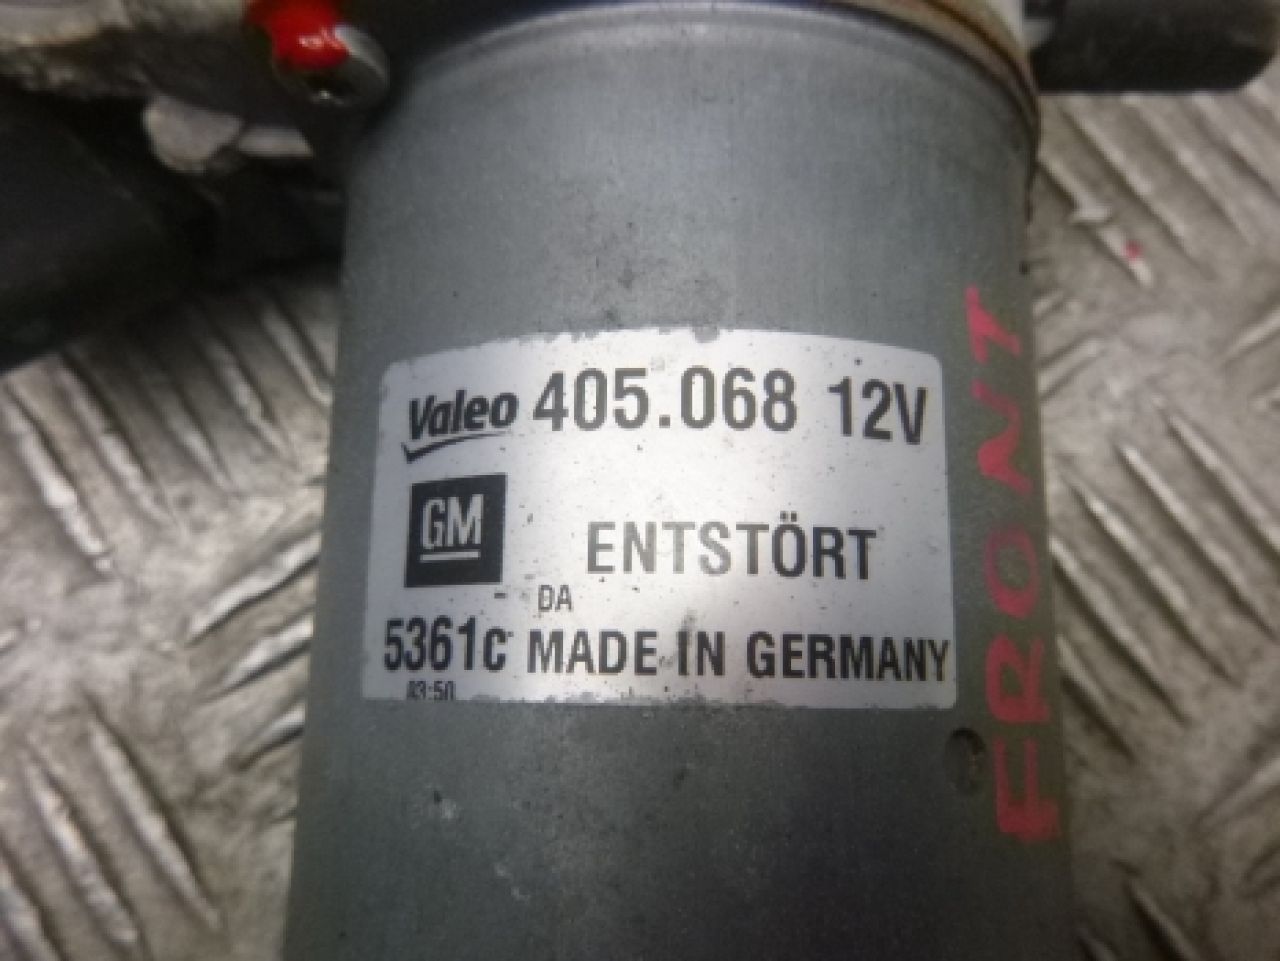 Valeo 405.068 12V
GM ENTSTÖRT
DA
5361c MADE IN GERMANY
FRONT